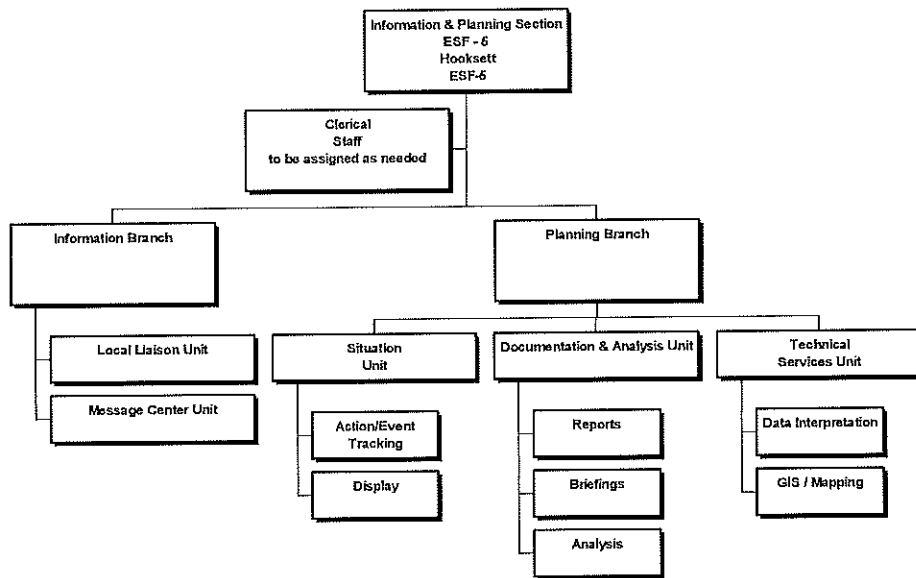 Information & Planning Section
ESF - 5
Hooksett
ESF-5
Clerical
Staff
to be assigned as needed
Information Branch
Planning Branch
Local Liaison Unit
Message Center Unit
Situation
Unit
Action/Event
Tracking
Display
Documentation & Analysis Unit
Reports
Briefings
Analysis
Technical
Services Unit
Data Interpretation
GIS / Mapping